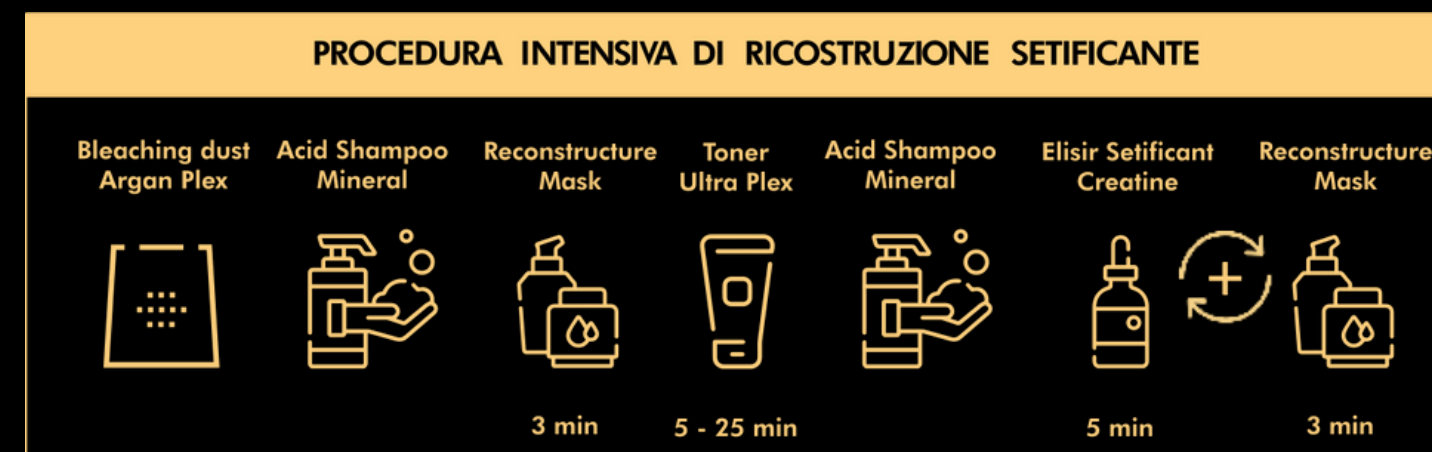 PROCEDURA INTENSIVA DI RICOSTRUZIONE SETIFICANTE
Bleaching dust
Argan Plex
Acid Shampoo
Mineral
Reconstructure
Mask
Toner
Ultra Plex
Acid Shampoo
Mineral
Elisir Setificant
Creatine
Reconstructure
Mask
3 min
5 - 25 min
5 min
3 min